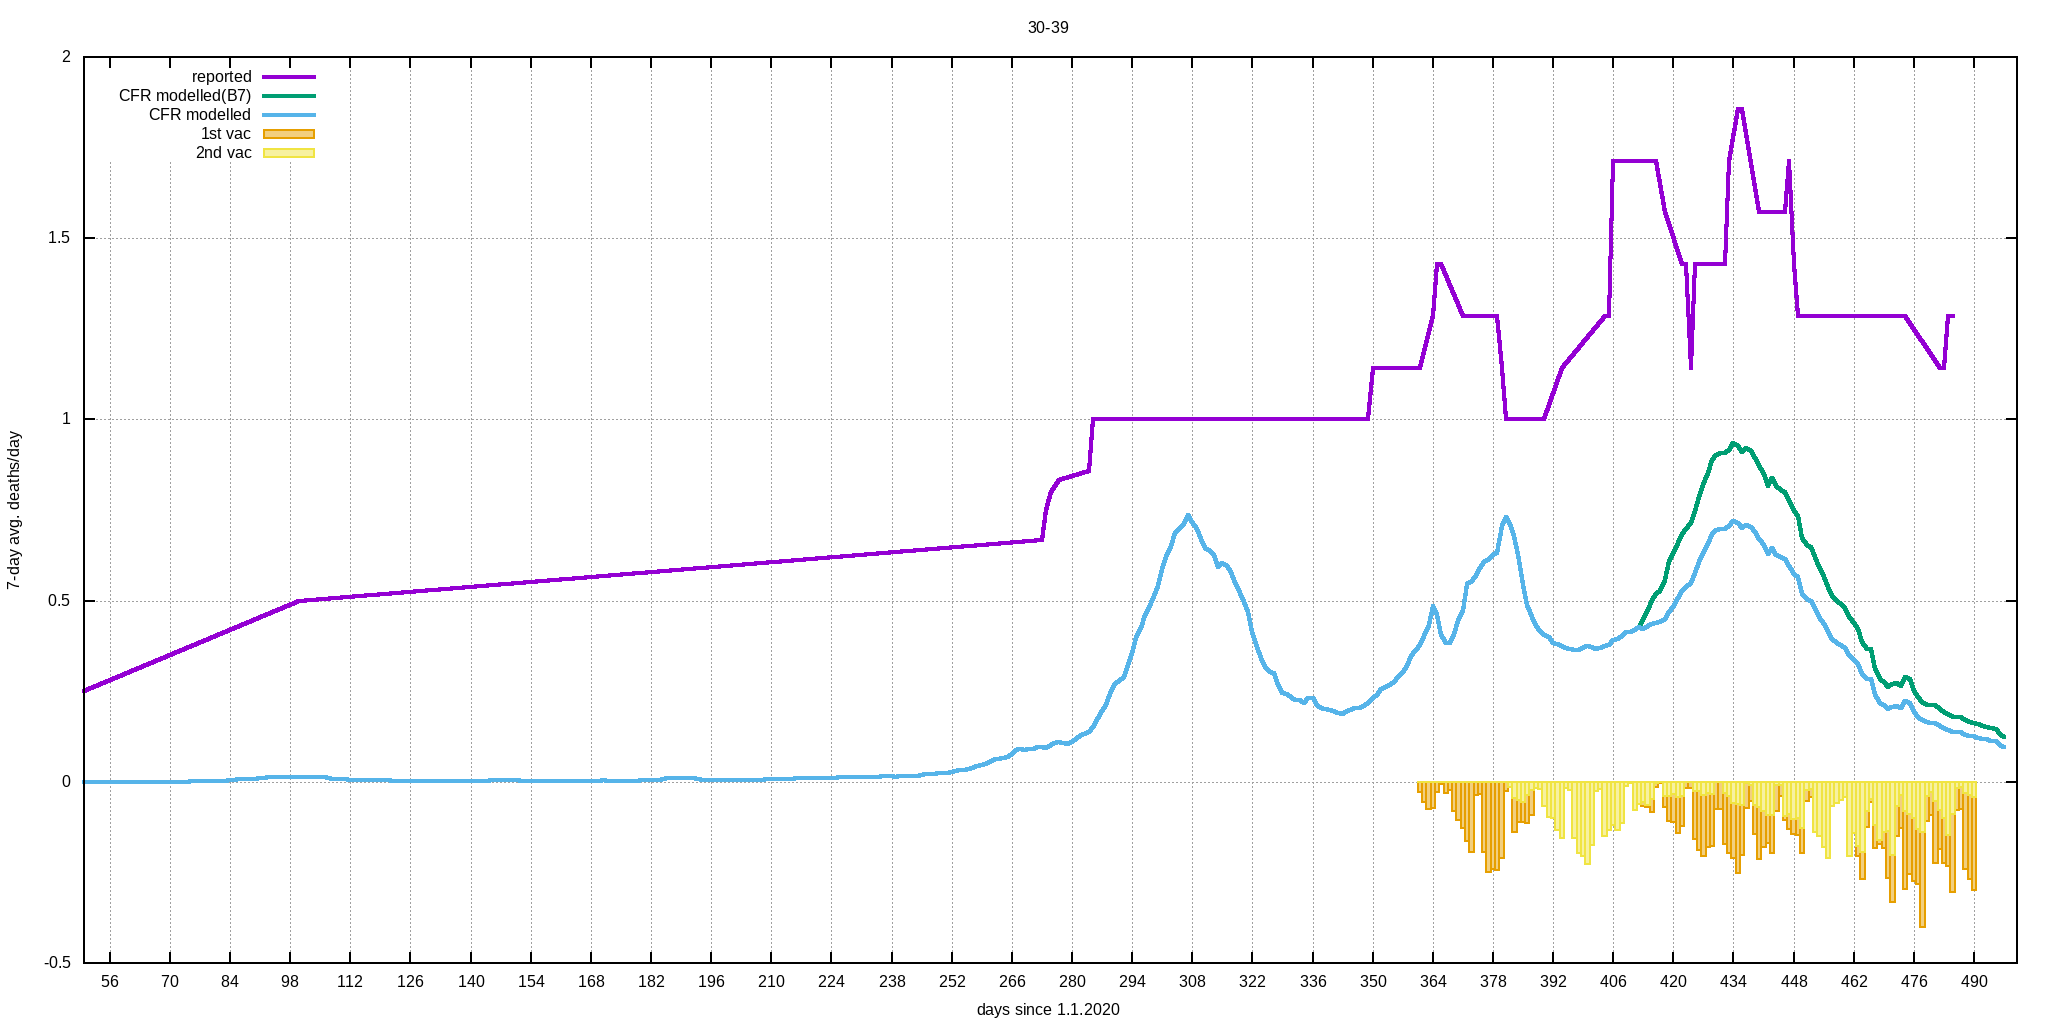 30-39
reported
CFR modelled(B7)
CFR modelled
1st vac
2nd vac
2
1.5
1
0.5
0
-0.5
7-day avg. deaths/day
56 70 84 98 112 126 140 154 168 182 196 210 224 238 252 266 280 294 308 322 336 350 364 378 392 406 420 434 448 462 476 490
days since 1.1.2020